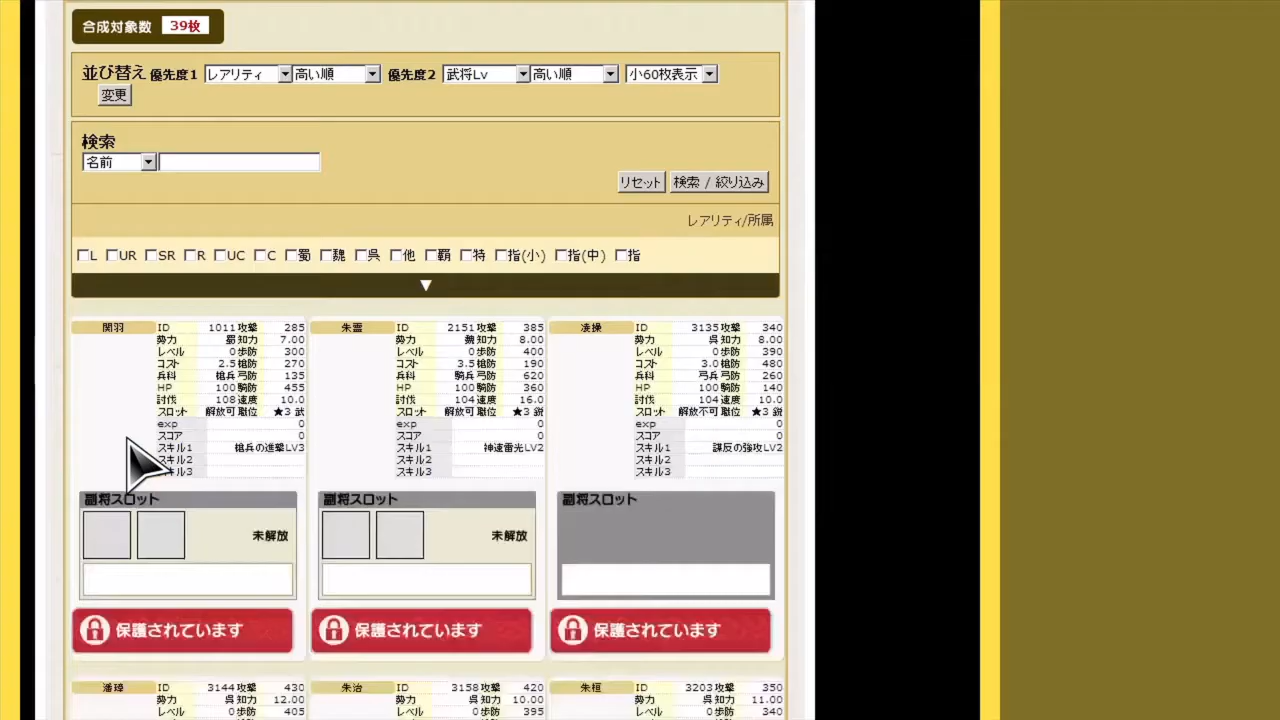 合成対象数 39枚
並び替え 優先度1 レアリティ 高い順 優先度2 武将Lv 高い順 小60枚表示
変更
検索
名前
リセット 検索 / 絞り込み
レアリティ/所属
L UR SR R UC C 蜀 魏 呉 他 覇 特 指(小) 指(中) 指
▼
関羽 ID 1011 攻撃 285
勢力 蜀 知力 7.00
レベル 0 歩防 300
コスト 2.5 槍防 270
兵科 槍兵 弓防 135
HP 100 騎防 455
討伐 108 速度 10.0
スロット 解放可 職位 ★3 武
exp 0
スコア 0
スキル1 槍兵の進撃LV3
スキル2
キル3
副将スロット
未解放
保護されています
朱霊 ID 2151 攻撃 385
勢力 魏 知力 8.00
レベル 0 歩防 400
コスト 3.5 槍防 190
兵科 騎兵 弓防 620
HP 100 騎防 360
討伐 104 速度 16.0
スロット 解放可 職位 ★3 鋭
exp 0
スコア 0
スキル1 神速雷光LV2
スキル2
スキル3
副将スロット
未解放
保護されています
凌操 ID 3135 攻撃 340
勢力 呉 知力 8.00
レベル 0 歩防 390
コスト 3.0 槍防 480
兵科 弓兵 弓防 260
HP 100 騎防 140
討伐 104 速度 10.0
スロット 解放不可 職位 ★3 鋭
exp 0
スコア 0
スキル1 謀反の強攻LV2
スキル2
スキル3
副将スロット
保護されています
潘璋 ID 3144 攻撃 430
勢力 呉 知力 12.00
レベル 0 歩防 405
朱治 ID 3158 攻撃 420
勢力 呉 知力 10.00
レベル 0 歩防 395
朱桓 ID 3203 攻撃 350
勢力 呉 知力 11.00
レベル 0 歩防 340